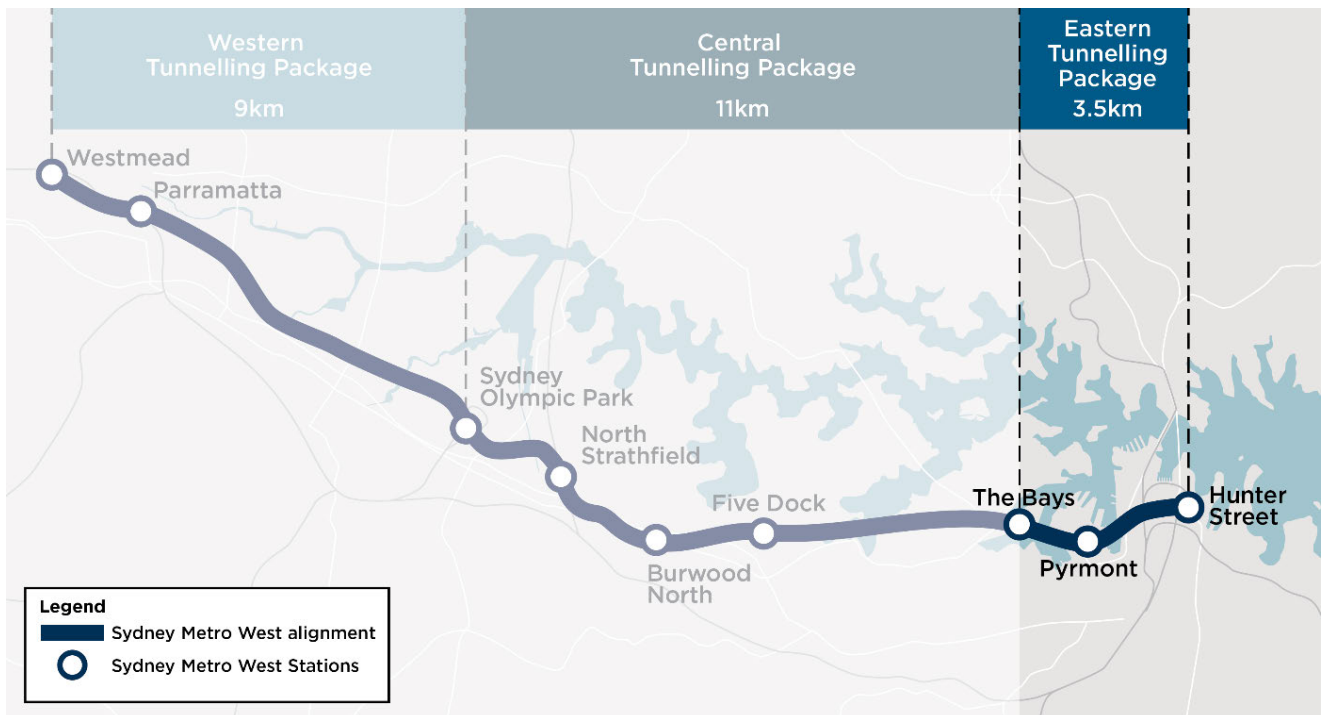 Western
Tunnelling Package
9km
Central
Tunnelling Package
11km
Eastern
Tunnelling
Package
3.5km
Westmead
Parramatta
Sydney
Olympic Park
North
Strathfield
Five Dock
Burwood
North
The Bays
Pyrmont
Hunter
Street
Legend
Sydney Metro West alignment
Sydney Metro West Stations